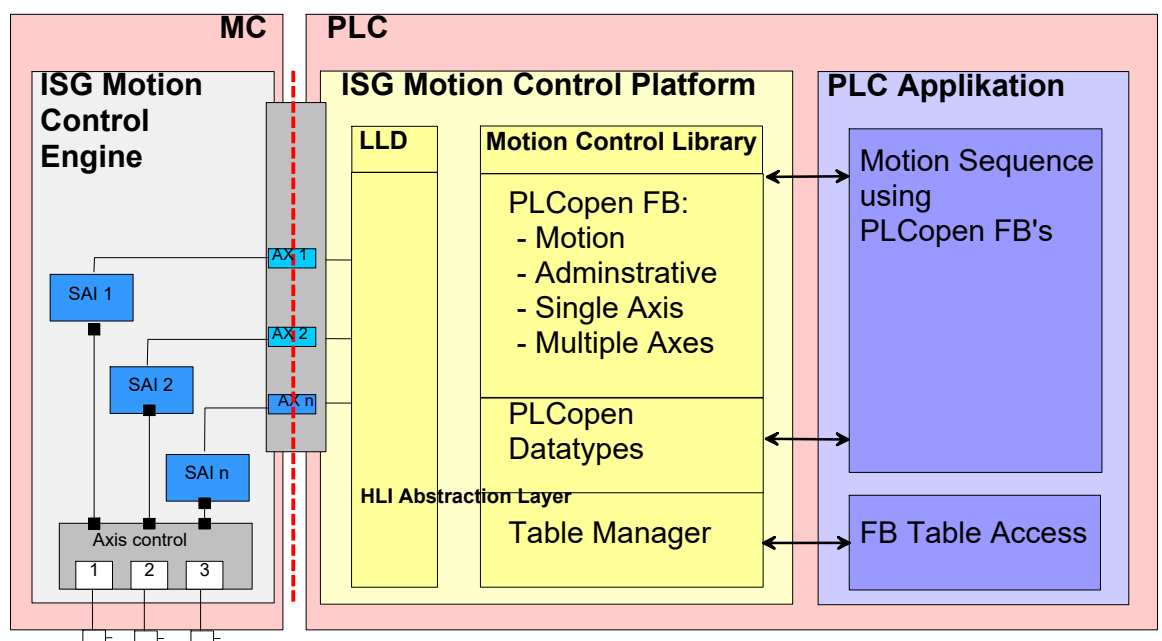 MC
PLC
ISG Motion
Control
Engine
ISG Motion Control Platform
PLC Applikation
LLD
Motion Control Library
Motion Sequence
using
PLCopen FB's
PLCopen FB:
- Motion
- Adminstrative
- Single Axis
- Multiple Axes
AX 1
SAI 1
AX 2
SAI 2
AX n
PLCopen
Datatypes
SAI n
HLI Abstraction Layer
Table Manager
FB Table Access
Axis control
1
2
3